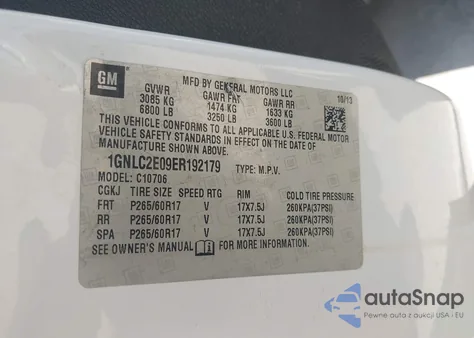 GM
MFD BY GENERAL MOTORS LLC
10/13
GVWR GAWR FRT GAWR RR
3085 KG 1474 KG 1633 KG
6800 LB 3250 LB 3600 LB
THIS VEHICLE CONFORMS TO ALL APPLICABLE U.S. FEDERAL MOTOR
VEHICLE SAFETY STANDARDS IN EFFECT ON THE DATE OF
MANUFACTURE SHOWN ABOVE.
1GNLC2E09ER192179 TYPE: M.P.V.
MODEL: C10706
CGKJ TIRE SIZE SPEED RTG RIM COLD TIRE PRESSURE
FRT P265/60R17 V 17X7.5J 260KPA(37PSI)
RR P265/60R17 V 17X7.5J 260KPA(37PSI)
SPA P265/60R17 V 17X7.5J 260KPA(37PSI)
SEE OWNER'S MANUAL FOR MORE INFORMATION.
autoSnap
Pewne auto z aukcji USA i EU